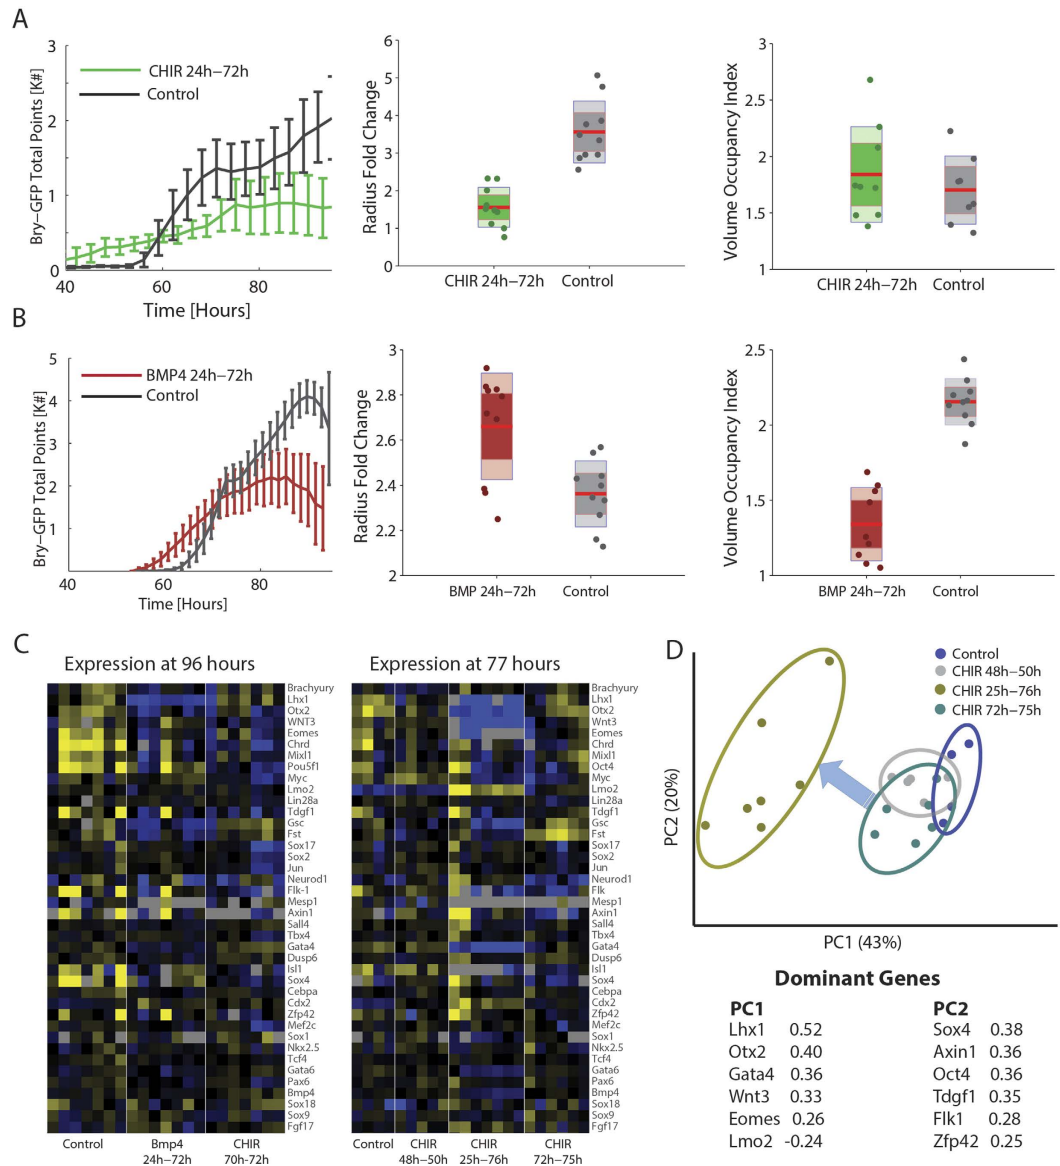 A
3
2
1
0
40
60
80
Bry−GFP Total Points [K#]
Time [Hours]
CHIR 24h−72h
Control
6
5
4
3
2
1
0
Radius Fold Change
CHIR 24h−72h
Control
3
2.5
2
1.5
1
Volume Occupancy Index
CHIR 24h−72h
Control
B
5
4
3
2
1
40
60
80
Bry−GFP Total Points [K#]
Time [Hours]
BMP4 24h−72h
Control
3
2.8
2.6
2.4
2.2
2
Radius Fold Change
BMP 24h−72h
Control
2.5
2
1.5
1
Volume Occupancy Index
BMP 24h−72h
Control
C
Expression at 96 hours
Brachyury
Lhx1
Otx2
WNT3
Eomes
Chrd
Mixl1
Pou5f1
Myc
Lmo2
Lin28a
Tdgf1
Gsc
Fst
Sox17
Sox2
Jun
Neurod1
Flk-1
Mesp1
Axin1
Sall4
Tbx4
Gata4
Dusp6
Isl1
Sox4
Cebpa
Cdx2
Zfp42
Mef2c
Sox1
Nkx2.5
Tcf4
Gata6
Pax6
Bmp4
Sox18
Sox9
Fgf17
Control
Bmp4
24h−72h
CHIR
70h-72h
Expression at 77 hours
Brachyury
Lhx1
Otx2
Wnt3
Eomes
Chrd
Mixl1
Oct4
Myc
Lmo2
Lin28a
Tdgf1
Gsc
Fst
Sox17
Sox2
Jun
Neurod1
Flk
Mesp1
Axin1
Sall4
Tbx4
Gata4
Dusp6
Isl1
Sox4
Cebpa
Cdx2
Zfp42
Mef2c
Sox1
Nkx2.5
Tcf4
Gata6
Pax6
Bmp4
Sox18
Sox9
Fgf17
Control
CHIR
48h−50h
CHIR
25h−76h
CHIR
72h−75h
D
Control
CHIR 48h−50h
CHIR 25h−76h
CHIR 72h−75h
PC2 (20%)
PC1 (43%)
Dominant Genes
PC1 PC2
Lhx1 0.52 Sox4 0.38
Otx2 0.40 Axin1 0.36
Gata4 0.36 Oct4 0.36
Wnt3 0.33 Tdgf1 0.35
Eomes 0.26 Flk1 0.28
Lmo2 -0.24 Zfp42 0.25